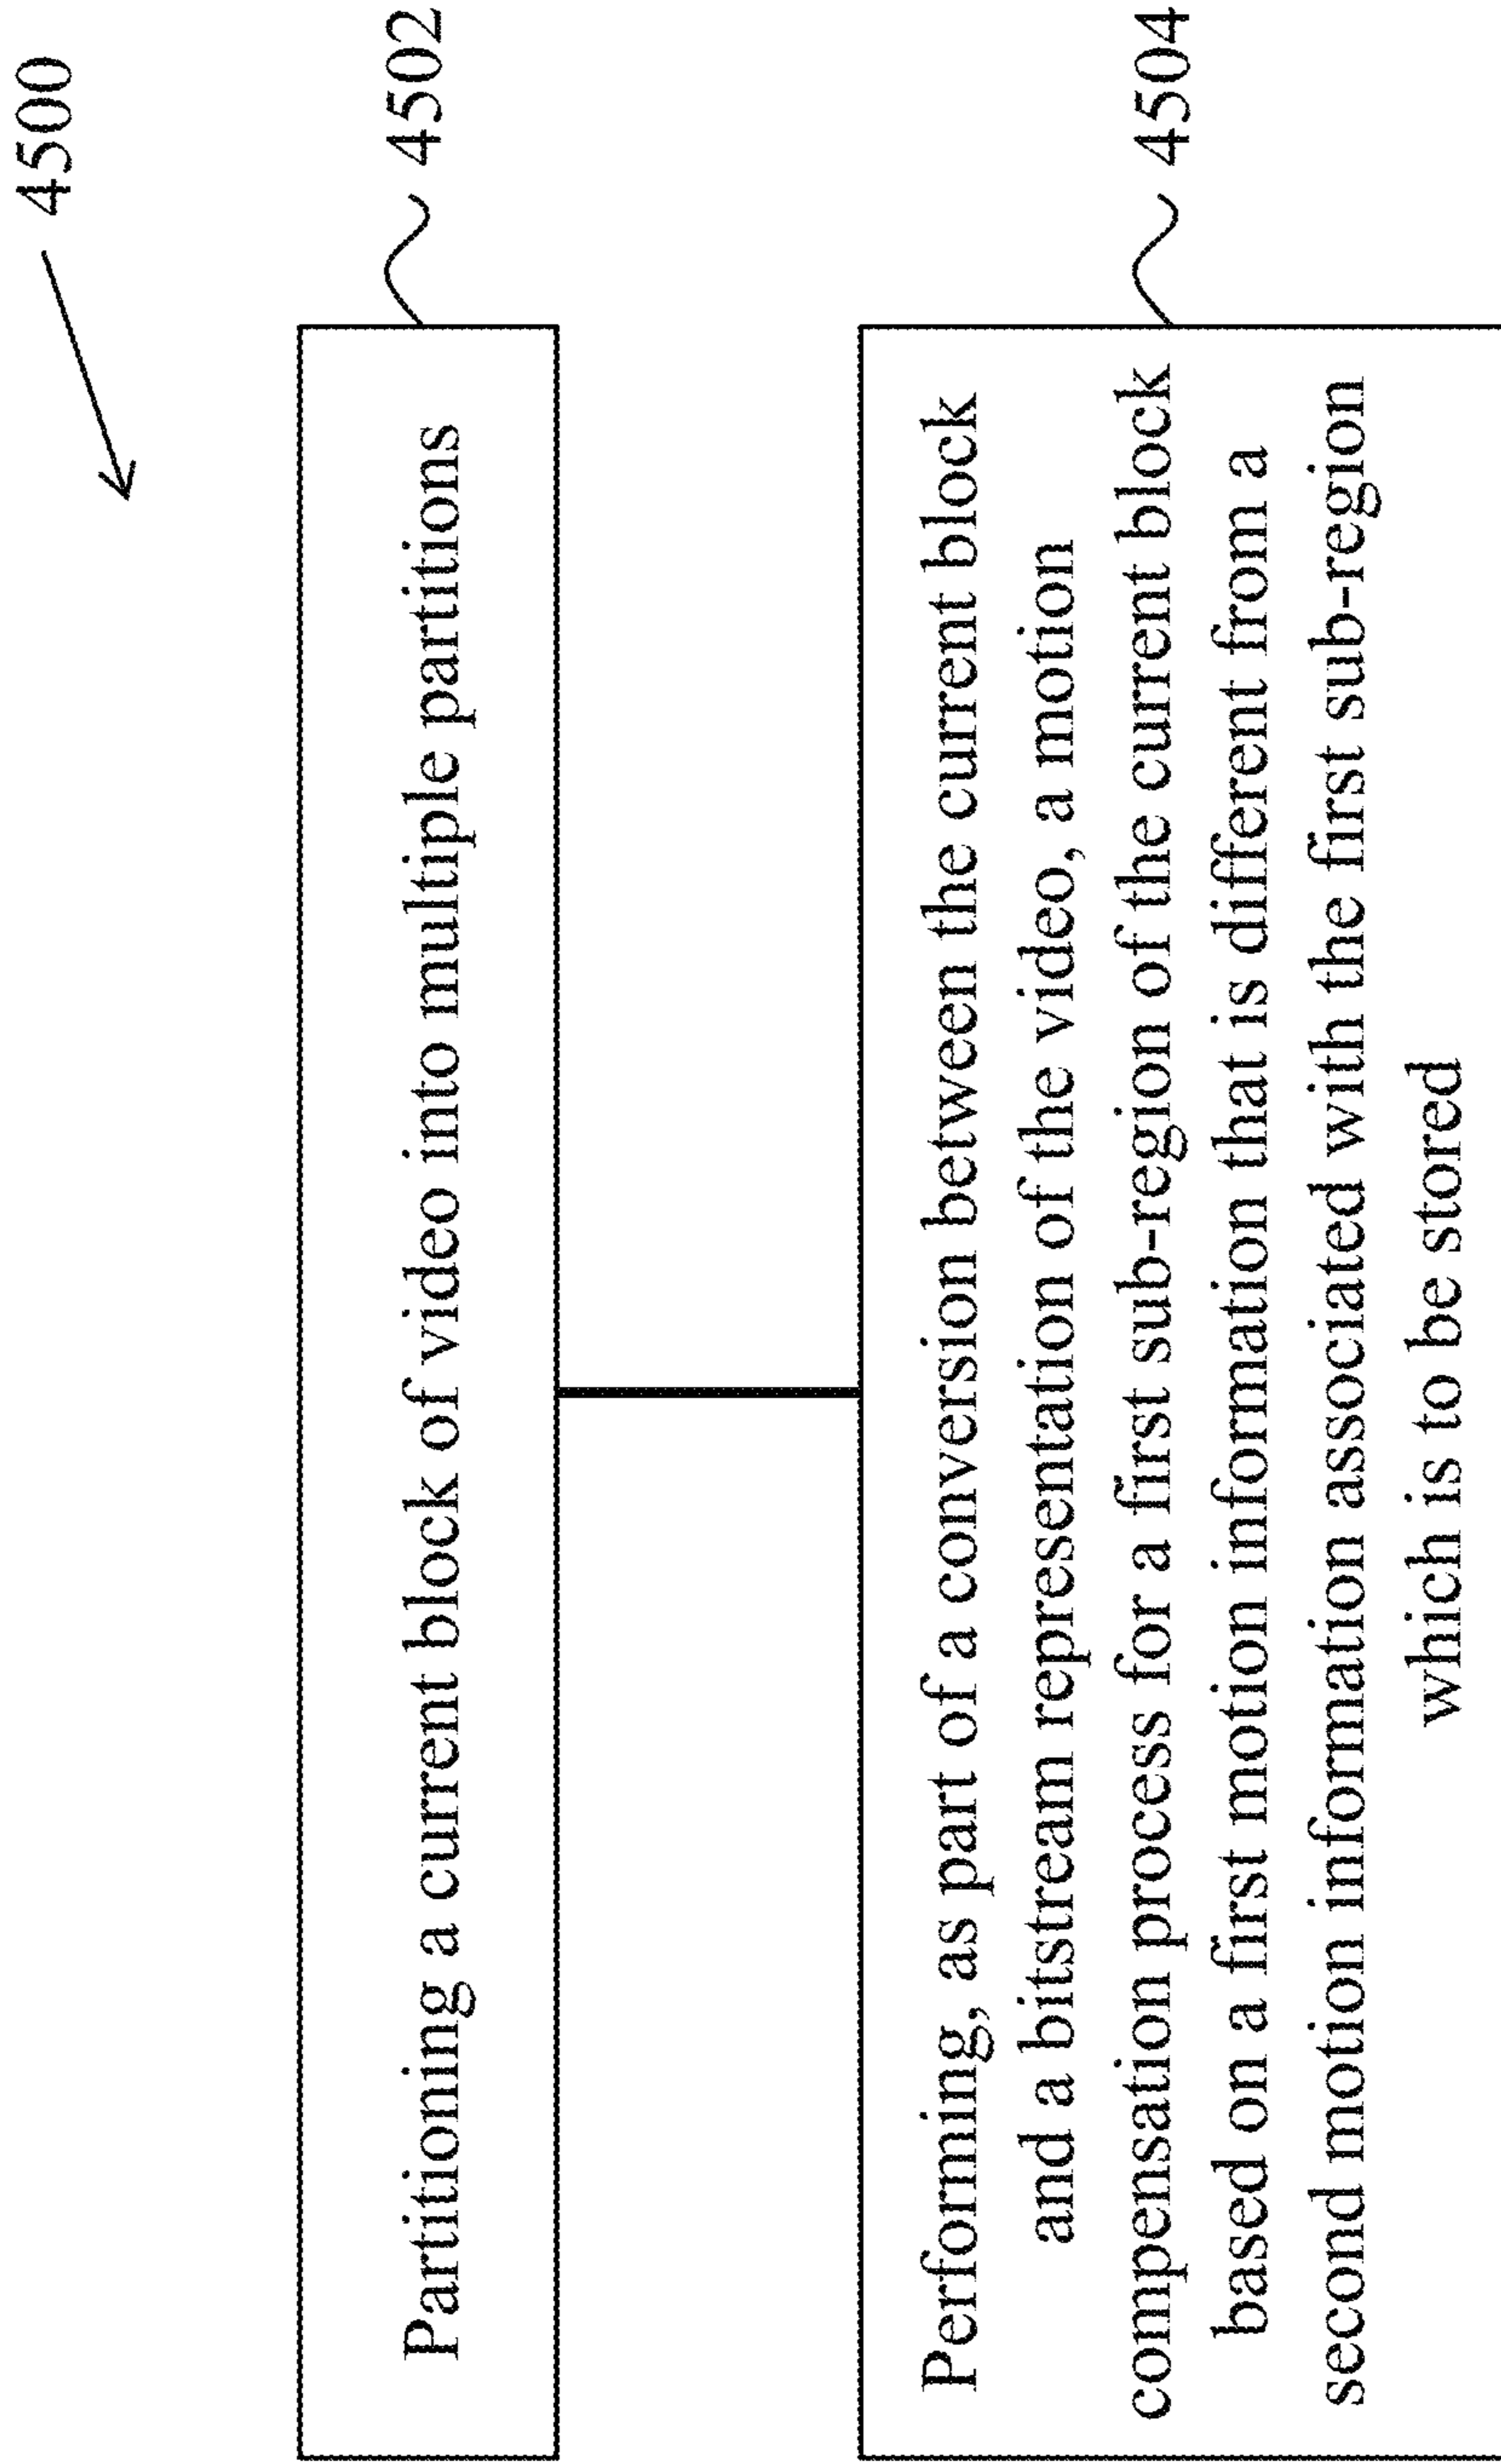 4500
Partitioning a current block of video into multiple partitions
4502
Performing, as part of a conversion between the current block
and a bitstream representation of the video, a motion
compensation process for a first sub-region of the current block
based on a first motion information that is different from a
second motion information associated with the first sub-region
which is to be stored
4504